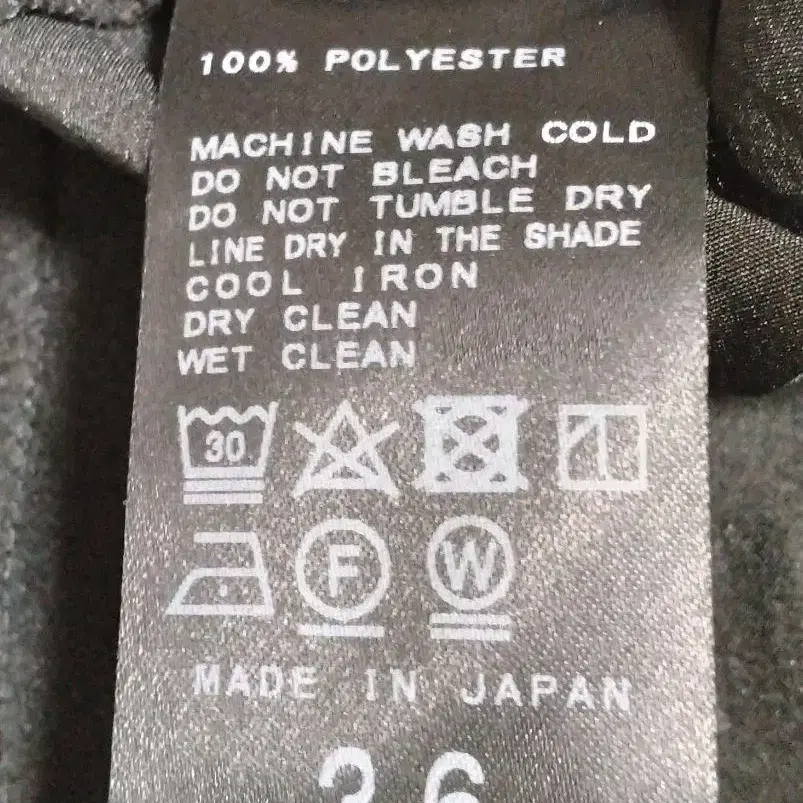 100% POLYESTER
MACHINE WASH COLD
DO NOT BLEACH
DO NOT TUMBLE DRY
LINE DRY IN THE SHADE
COOL IRON
DRY CLEAN
WET CLEAN
30
F W
MADE IN JAPAN
36